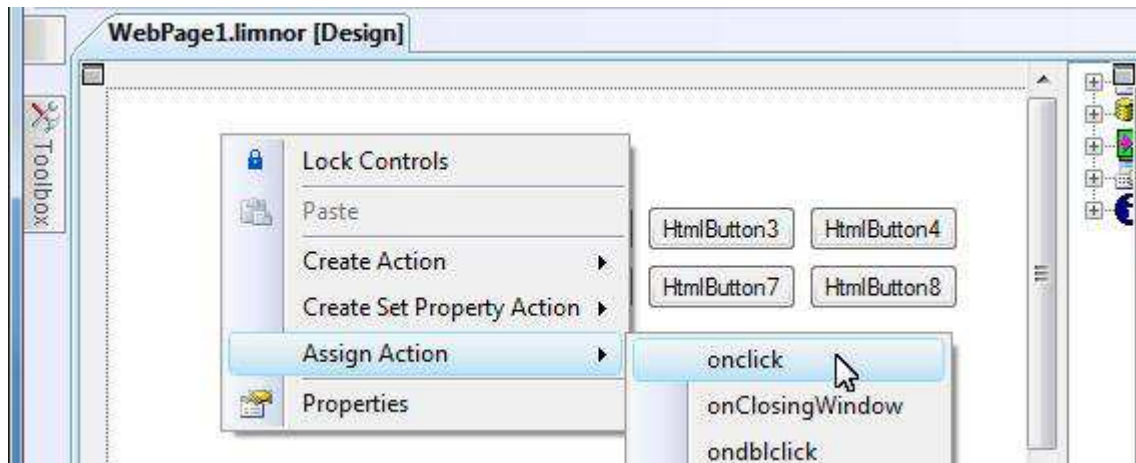 WebPage1.limnor [Design]
Toolbox
Lock Controls
Paste
HtmlButton3 HtmlButton4
Create Action
HtmlButton7 HtmlButton8
Create Set Property Action
Assign Action
onclick
Properties
onClosingWindow
ondblclick